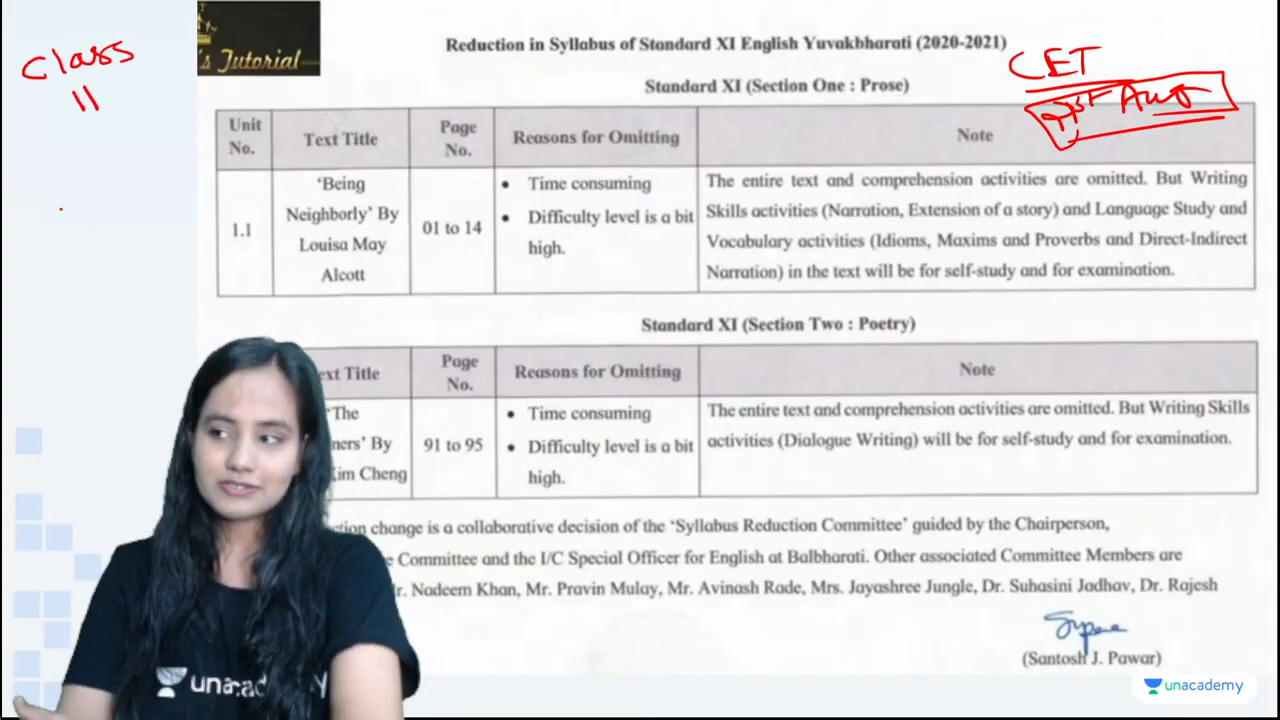 Class
11
's Tutorial
Reduction in Syllabus of Standard XI English Yuvakbharati (2020-2021)
CET
Standard XI (Section One : Prose)
Unit No.
Text Title
Page No.
Reasons for Omitting
Note
1.1
'Being Neighborly' By Louisa May Alcott
01 to 14
• Time consuming
• Difficulty level is a bit high.
The entire text and comprehension activities are omitted. But Writing
Skills activities (Narration, Extension of a story) and Language Study and
Vocabulary activities (Idioms, Maxims and Proverbs and Direct-Indirect
Narration) in the text will be for self-study and for examination.
Standard XI (Section Two : Poetry)
ext Title
Page No.
Reasons for Omitting
Note
'The
ners' By
im Cheng
91 to 95
• Time consuming
• Difficulty level is a bit high.
The entire text and comprehension activities are omitted. But Writing Skills
activities (Dialogue Writing) will be for self-study and for examination.
ction change is a collaborative decision of the 'Syllabus Reduction Committee' guided by the Chairperson,
e Committee and the I/C Special Officer for English at Balbharati. Other associated Committee Members are
r. Nadeem Khan, Mr. Pravin Mulay, Mr. Avinash Rade, Mrs. Jayashree Jungle, Dr. Suhasini Jadhav, Dr. Rajesh
(Santosh J. Pawar)
unacademy
unacademy